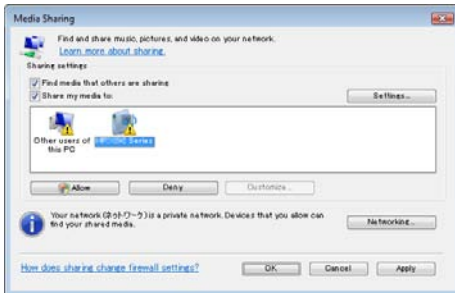 Media Sharing
Find and share music, pictures, and video on your network.
Learn more about sharing.
Sharing settings
Find media that others are sharing
Share my media to:
Settings...
Other users of
this PC
Series
Allow
Deny
Customize...
Your network (ネットワーク) is a private network. Devices that you allow can
find your shared media.
Networking...
How does sharing change firewall settings?
OK
Cancel
Apply